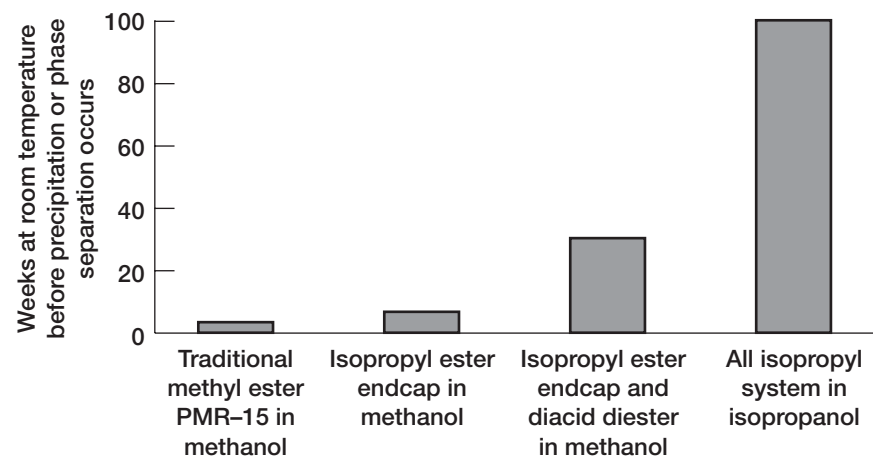 Weeks at room temperature
before precipitation or phase
separation occurs
100
80
60
40
20
0
Traditional
methyl ester
PMR–15 in
methanol
Isopropyl ester
endcap in
methanol
Isopropyl ester
endcap and
diacid diester
in methanol
All isopropyl
system in
isopropanol